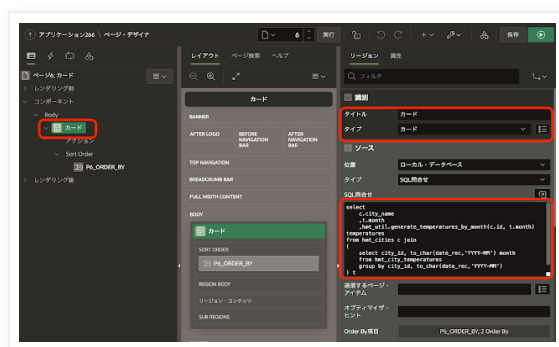 アプリケーション266 \ ページ・デザイナ
6
実行
保存
ページ6: カード
レンダリング前
コンポーネント
Body
カード
アクション
Sort Order
P6_ORDER_BY
レンダリング後
レイアウト
ページ検索
ヘルプ
カード
BANNER
AFTER LOGO
BEFORE NAVIGATION BAR
AFTER NAVIGATION BAR
TOP NAVIGATION
BREADCRUMB BAR
FULL WIDTH CONTENT
BODY
カード
SORT ORDER
P6_ORDER_BY
REGION BODY
リージョン・コンテンツ
SUB REGIONS
リージョン
属性
フィルタ
識別
タイトル
カード
タイプ
カード
ソース
位置
ローカル・データベース
タイプ
SQL問合せ
SQL問合せ
select
c.city_name
,t.month
,hmt_util.generate_temperatures_by_month(c.id, t.month)
temperatures
from hmt_cities c join
(
select city_id, to_char(date_rec,'YYYY-MM') month
from hmt_city_temperatures
group by city_id, to_char(date_rec,'YYYY-MM')
) t
送信するページ・アイテム
オプティマイザ・ヒント
Order By項目
P6_ORDER_BY, 2 Order By